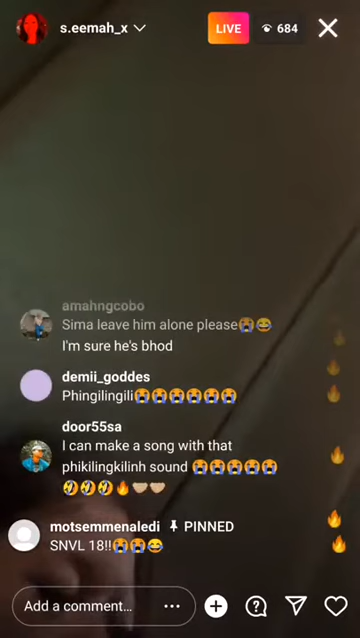 s.eemah_x
LIVE
684
amahngcobo
Sima leave him alone please😭😂
I'm sure he's bhod
demii_goddes
Phingilingili😭😭😭😭😭😭
door55sa
I can make a song with that
phikilingkilinh sound 😭😭😭😭😭
🤣🤣🤣🔥🤝🏼🤝🏼
motsemmenaledi PINNED
SNVL 18!!😭😭😂
Add a comment...